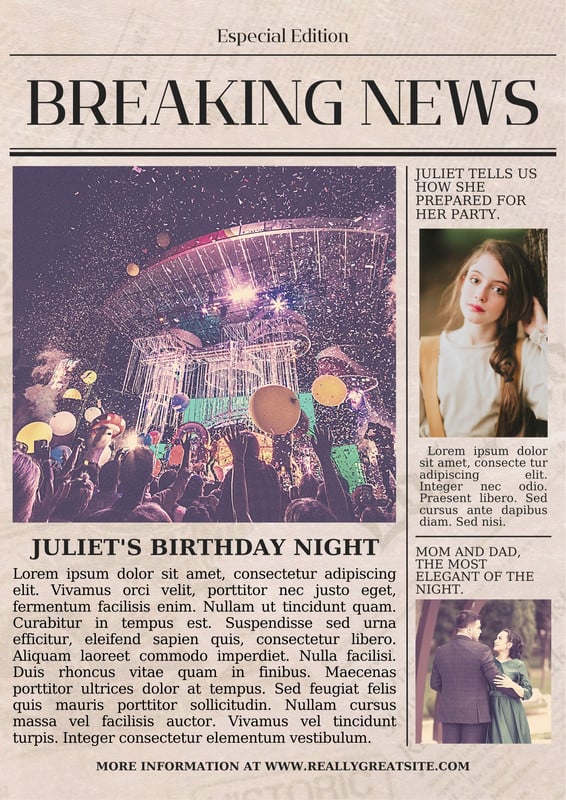 Especial Edition
BREAKING NEWS
JULIET'S BIRTHDAY NIGHT
Lorem ipsum dolor sit amet, consectetur adipiscing
elit. Vivamus orci velit, porttitor nec justo eget,
fermentum facilisis enim. Nullam ut tincidunt quam.
Curabitur in tempus est. Suspendisse sed urna
efficitur, eleifend sapien quis, consectetur libero.
Aliquam laoreet commodo imperdiet. Nulla facilisi.
Duis rhoncus vitae quam in finibus. Maecenas
porttitor ultrices dolor at tempus. Sed feugiat felis
quis mauris porttitor sollicitudin. Nullam cursus
massa vel facilisis auctor. Vivamus vel tincidunt
turpis. Integer consectetur elementum vestibulum.
JULIET TELLS US
HOW SHE
PREPARED FOR
HER PARTY.
Lorem ipsum dolor
sit amet, consecte tur
adipiscing elit.
Integer nec odio.
Praesent libero. Sed
cursus ante dapibus
diam. Sed nisi.
MOM AND DAD,
THE MOST
ELEGANT OF THE
NIGHT.
MORE INFORMATION AT WWW.REALLYGREATSITE.COM